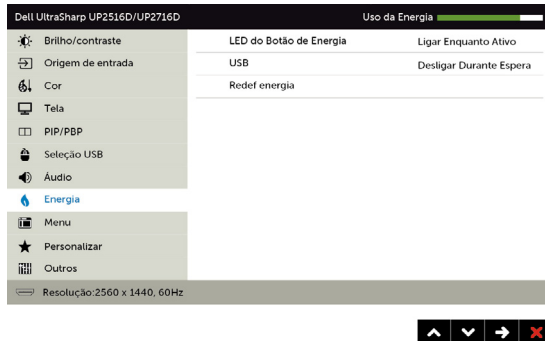 Dell UltraSharp UP2516D/UP2716D Uso da Energia
Brilho/contraste
Origem de entrada
Cor
Tela
PIP/PBP
Seleção USB
Áudio
Energia
Menu
Personalizar
Outros
LED do Botão de Energia Ligar Enquanto Ativo
USB Desligar Durante Espera
Redef energia
Resolução:2560 x 1440, 60Hz